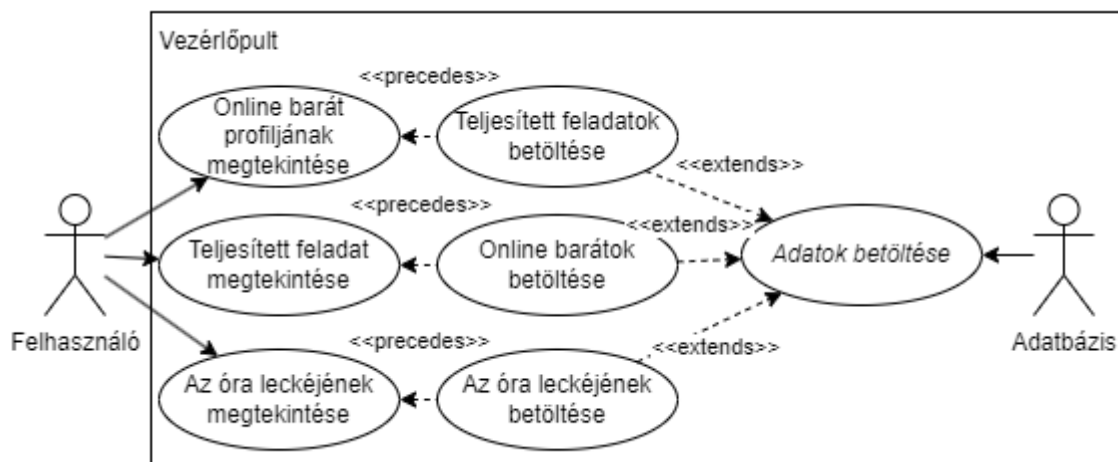 Vezérlőpult
<<precedes>>
Online barát
profiljának
megtekintése
Teljesített feladatok
betöltése
<<extends>>
<<precedes>>
<<extends>>
Teljesített feladat
megtekintése
Online barátok
betöltése
Adatok betöltése
Felhasználó
Adatbázis
<<precedes>>
<<extends>>
Az óra leckéjének
megtekintése
Az óra leckéjének
betöltése